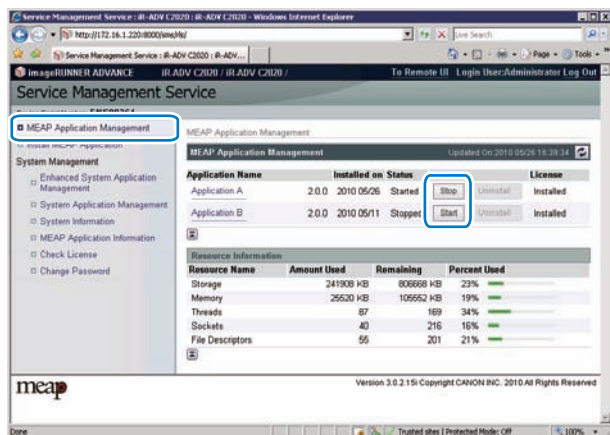 Service Management Service : iR-ADV C2020 : iR-ADV C2020 - Windows Internet Explorer
http://172.16.1.220:8000/sms/rls/
Live Search
Service Management Service : iR-ADV C2020 : iR-ADV...
Page Tools
imageRUNNER ADVANCE iR-ADV C2020 / iR-ADV C2020 / To Remote UI Login User:Administrator Log Out
Service Management Service
MEAP Application Management
Install MEAP Application
System Management
Enhanced System Application
Management
System Application Management
System Information
MEAP Application Information
Check License
Change Password
MEAP Application Management
MEAP Application Management Updated On:2010 05/26 16:39:34
Application Name Installed on Status License
Application A 2.0.0 2010 05/26 Started Stop Uninstall Installed
Application B 2.0.0 2010 05/11 Stopped Start Uninstall Installed
Resource Information
Resource Name Amount Used Remaining Percent Used
Storage 241908 KB 806668 KB 23%
Memory 25520 KB 105552 KB 19%
Threads 87 169 34%
Sockets 40 216 16%
File Descriptors 55 201 21%
meap
Version 3.0.2.15i Copyright CANON INC. 2010 All Rights Reserved
Done Trusted sites | Protected Mode: Off 100%